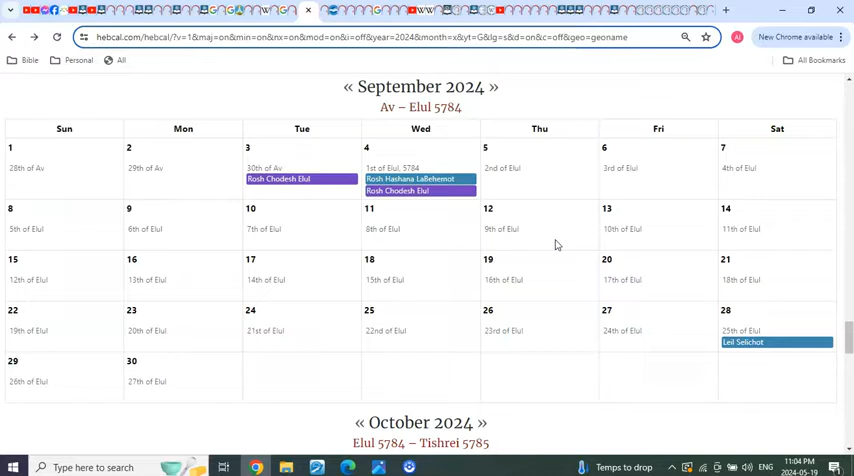 hebcal.com/hebcal/?v=1&maj=on&min=on&nx=on&mod=on&i=off&year=2024&month=x&yt=G&lg=s&d=on&c=off&geo=geoname
AI
New Chrome available
Bible Personal All All Bookmarks
« September 2024 »
Av – Elul 5784
Sun Mon Tue Wed Thu Fri Sat
1 2 3 4 5 6 7
28th of Av 29th of Av 30th of Av 1st of Elul, 5784 2nd of Elul 3rd of Elul 4th of Elul
Rosh Chodesh Elul Rosh Hashana LaBehemot
Rosh Chodesh Elul
8 9 10 11 12 13 14
5th of Elul 6th of Elul 7th of Elul 8th of Elul 9th of Elul 10th of Elul 11th of Elul
15 16 17 18 19 20 21
12th of Elul 13th of Elul 14th of Elul 15th of Elul 16th of Elul 17th of Elul 18th of Elul
22 23 24 25 26 27 28
19th of Elul 20th of Elul 21st of Elul 22nd of Elul 23rd of Elul 24th of Elul 25th of Elul
Leil Selichot
29 30
26th of Elul 27th of Elul
« October 2024 »
Elul 5784 – Tishrei 5785
Type here to search Temps to drop ENG 11:04 PM
2024-05-19